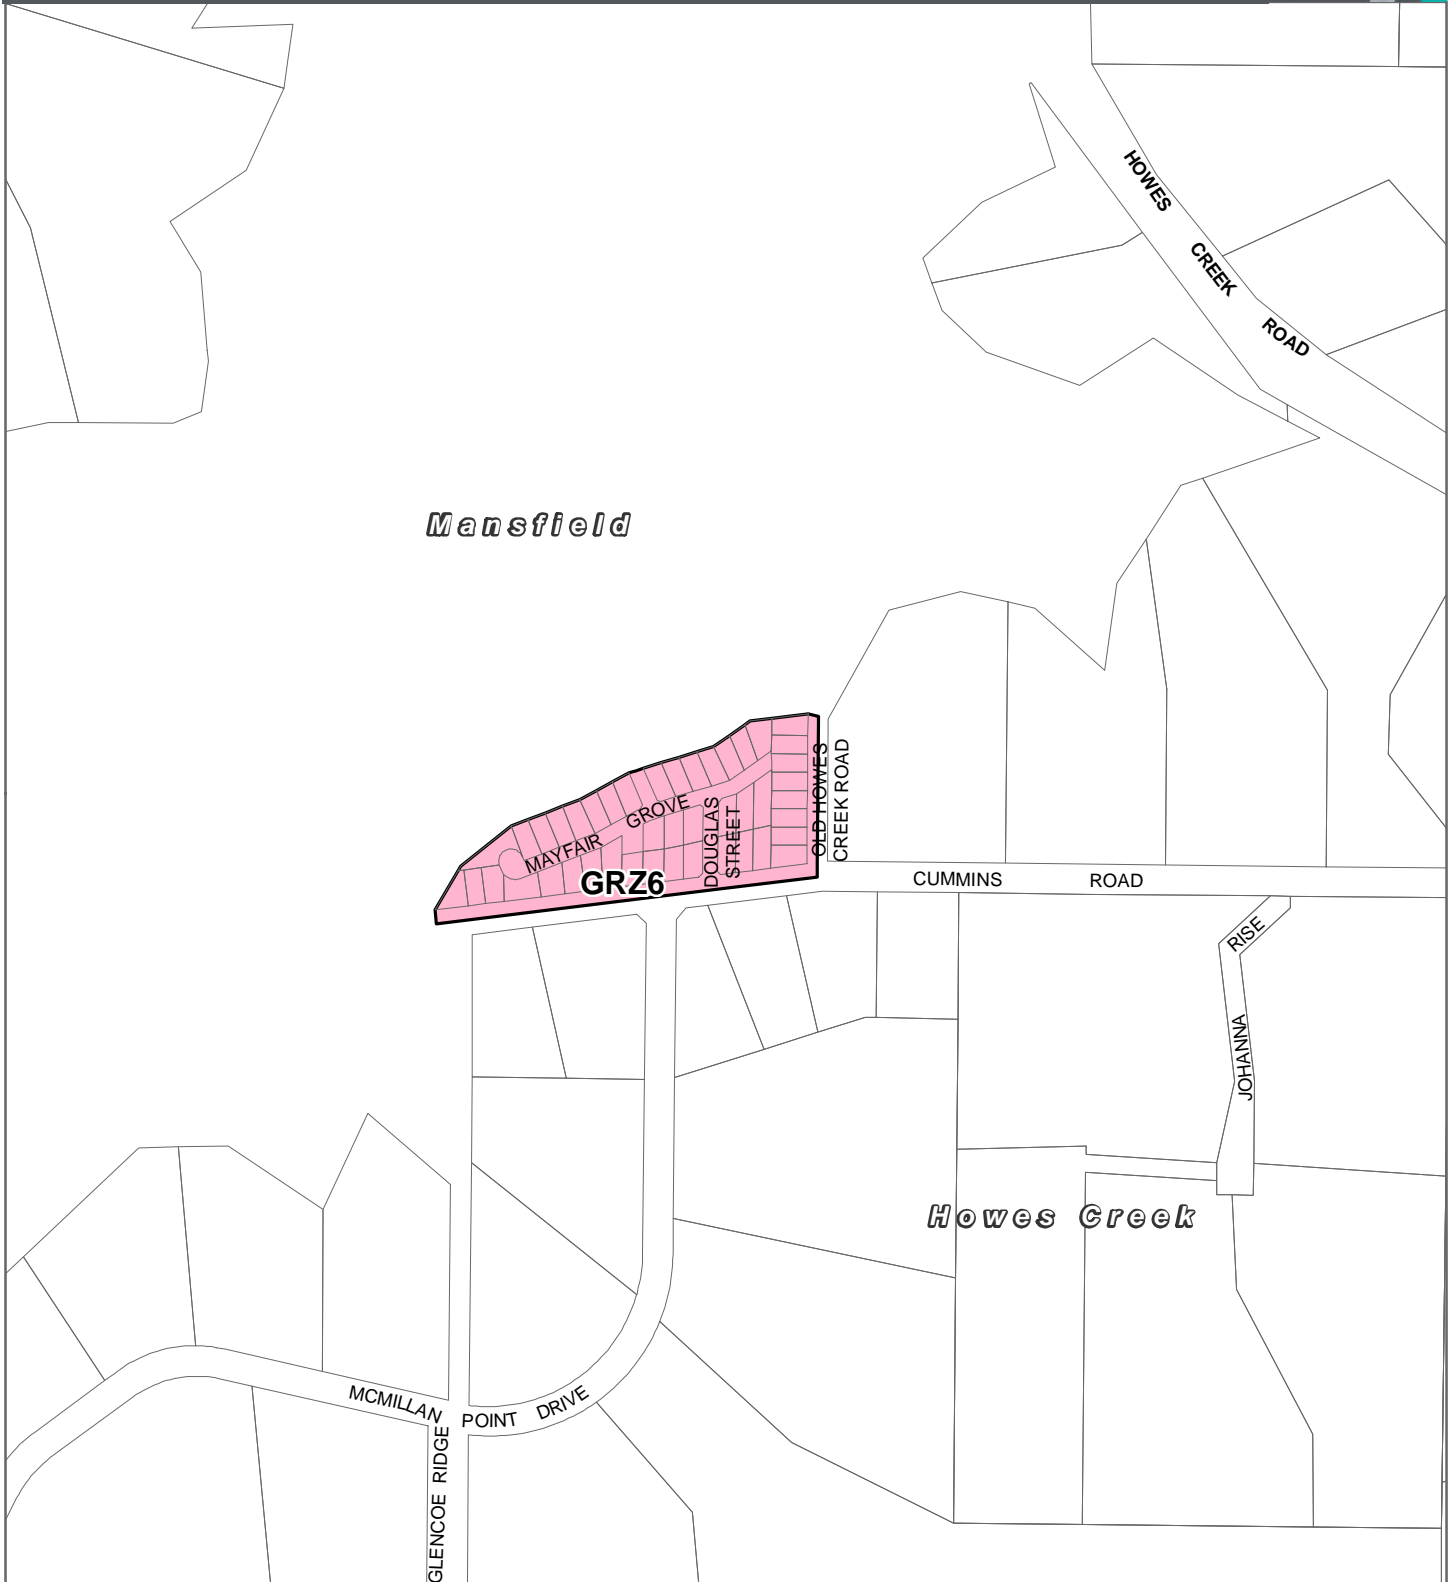 HOWES
CREEK
ROAD
Mansfield
OLD HOWES
CREEK ROAD
GROVE
MAYFAIR
DOUGLAS
STREET
GRZ6
CUMMINS ROAD
RISE
JOHANNA
Howes Creek
MCMILLAN POINT DRIVE
GLENCOE RIDGE